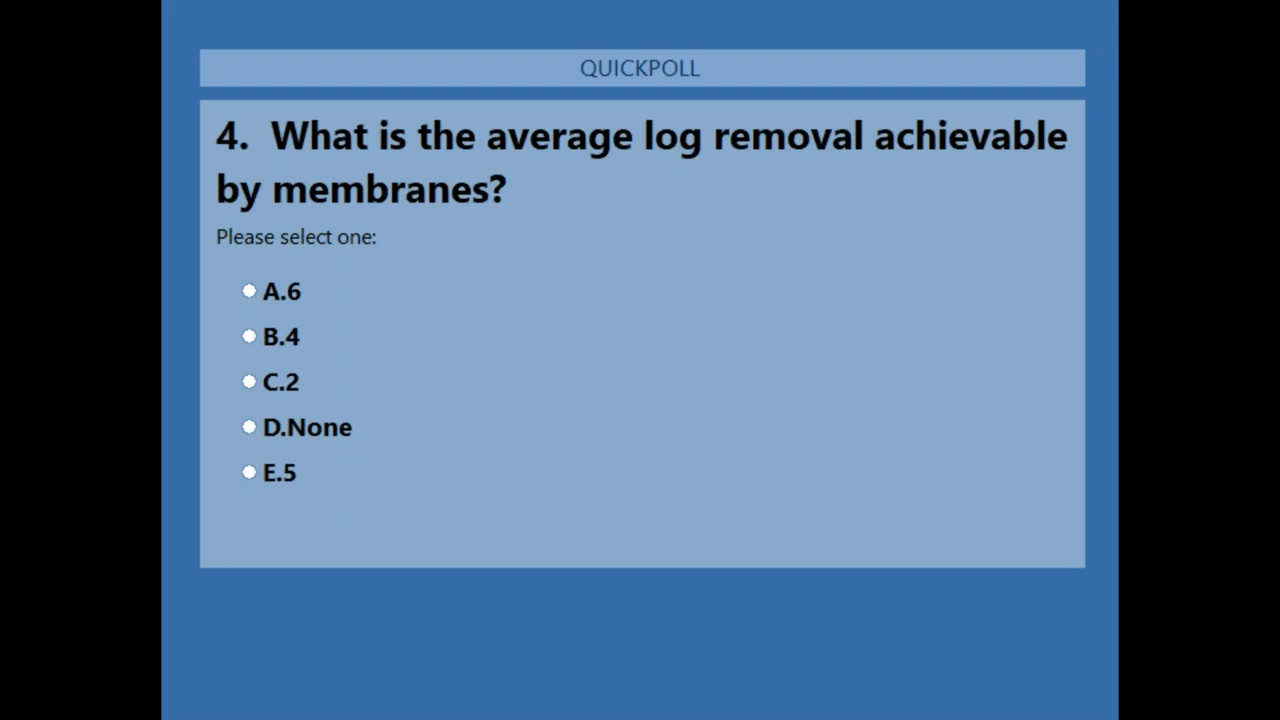 QUICKPOLL
4. What is the average log removal achievable
by membranes?
Please select one:
A.6
B.4
C.2
D.None
E.5